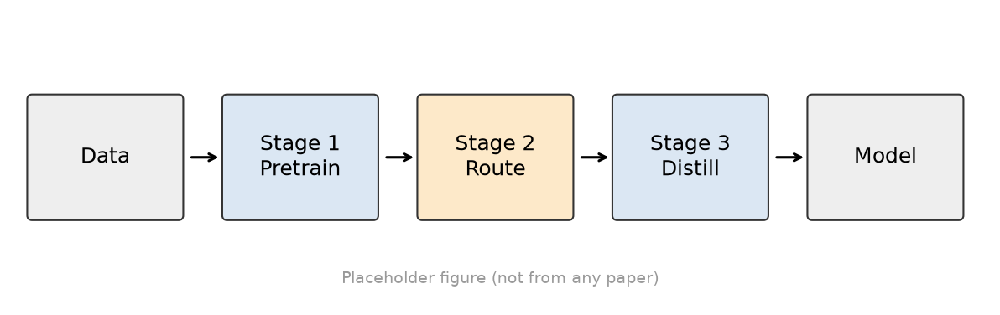 Data
Stage 1
Pretrain
Stage 2
Route
Stage 3
Distill
Model
Placeholder figure (not from any paper)